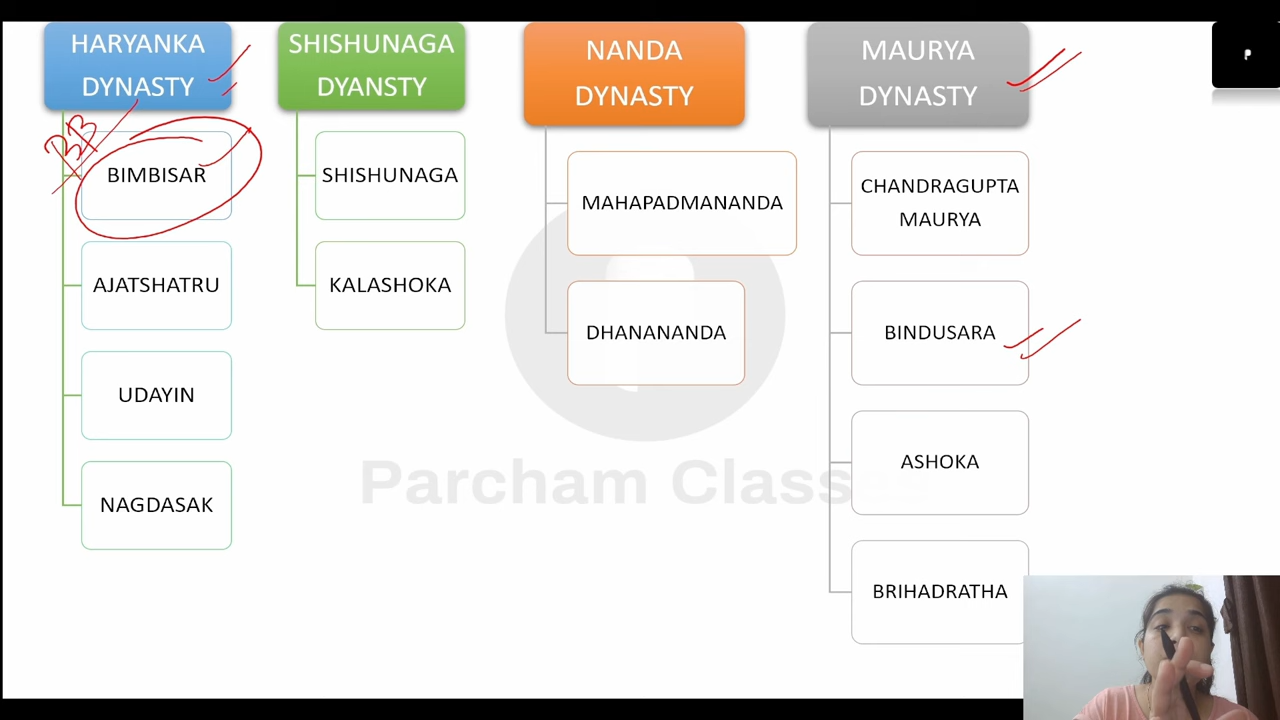 HARYANKA
DYNASTY
BB
BIMBISAR
AJATSHATRU
UDAYIN
NAGDASAK
SHISHUNAGA
DYANSTY
SHISHUNAGA
KALASHOKA
NANDA
DYNASTY
MAHAPADMANANDA
DHANANANDA
MAURYA
DYNASTY
CHANDRAGUPTA
MAURYA
BINDUSARA
ASHOKA
BRIHADRATHA
Parcham Classes
P